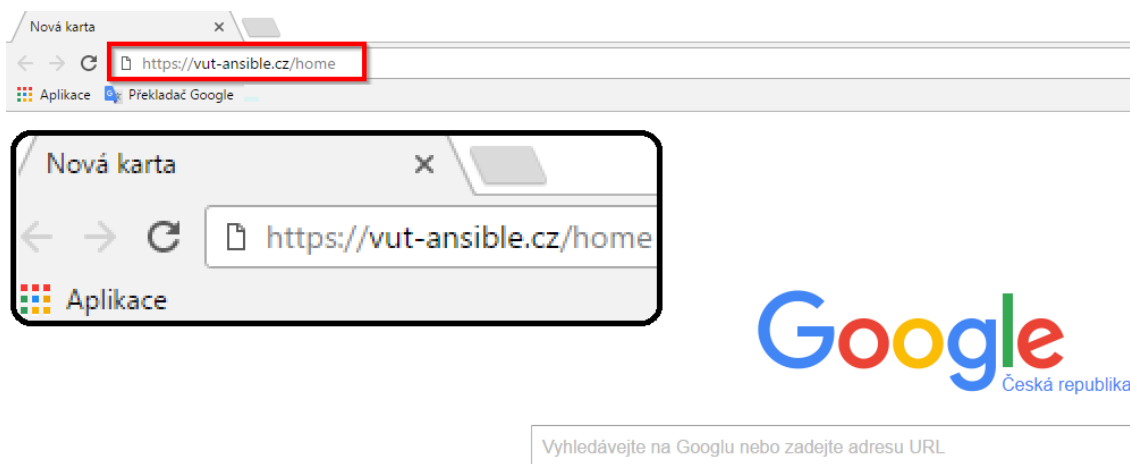 Nová karta
https://vut-ansible.cz/home
Aplikace Překladač Google
Nová karta
https://vut-ansible.cz/home
Aplikace
Google
Česká republika
Vyhledávejte na Googlu nebo zadejte adresu URL